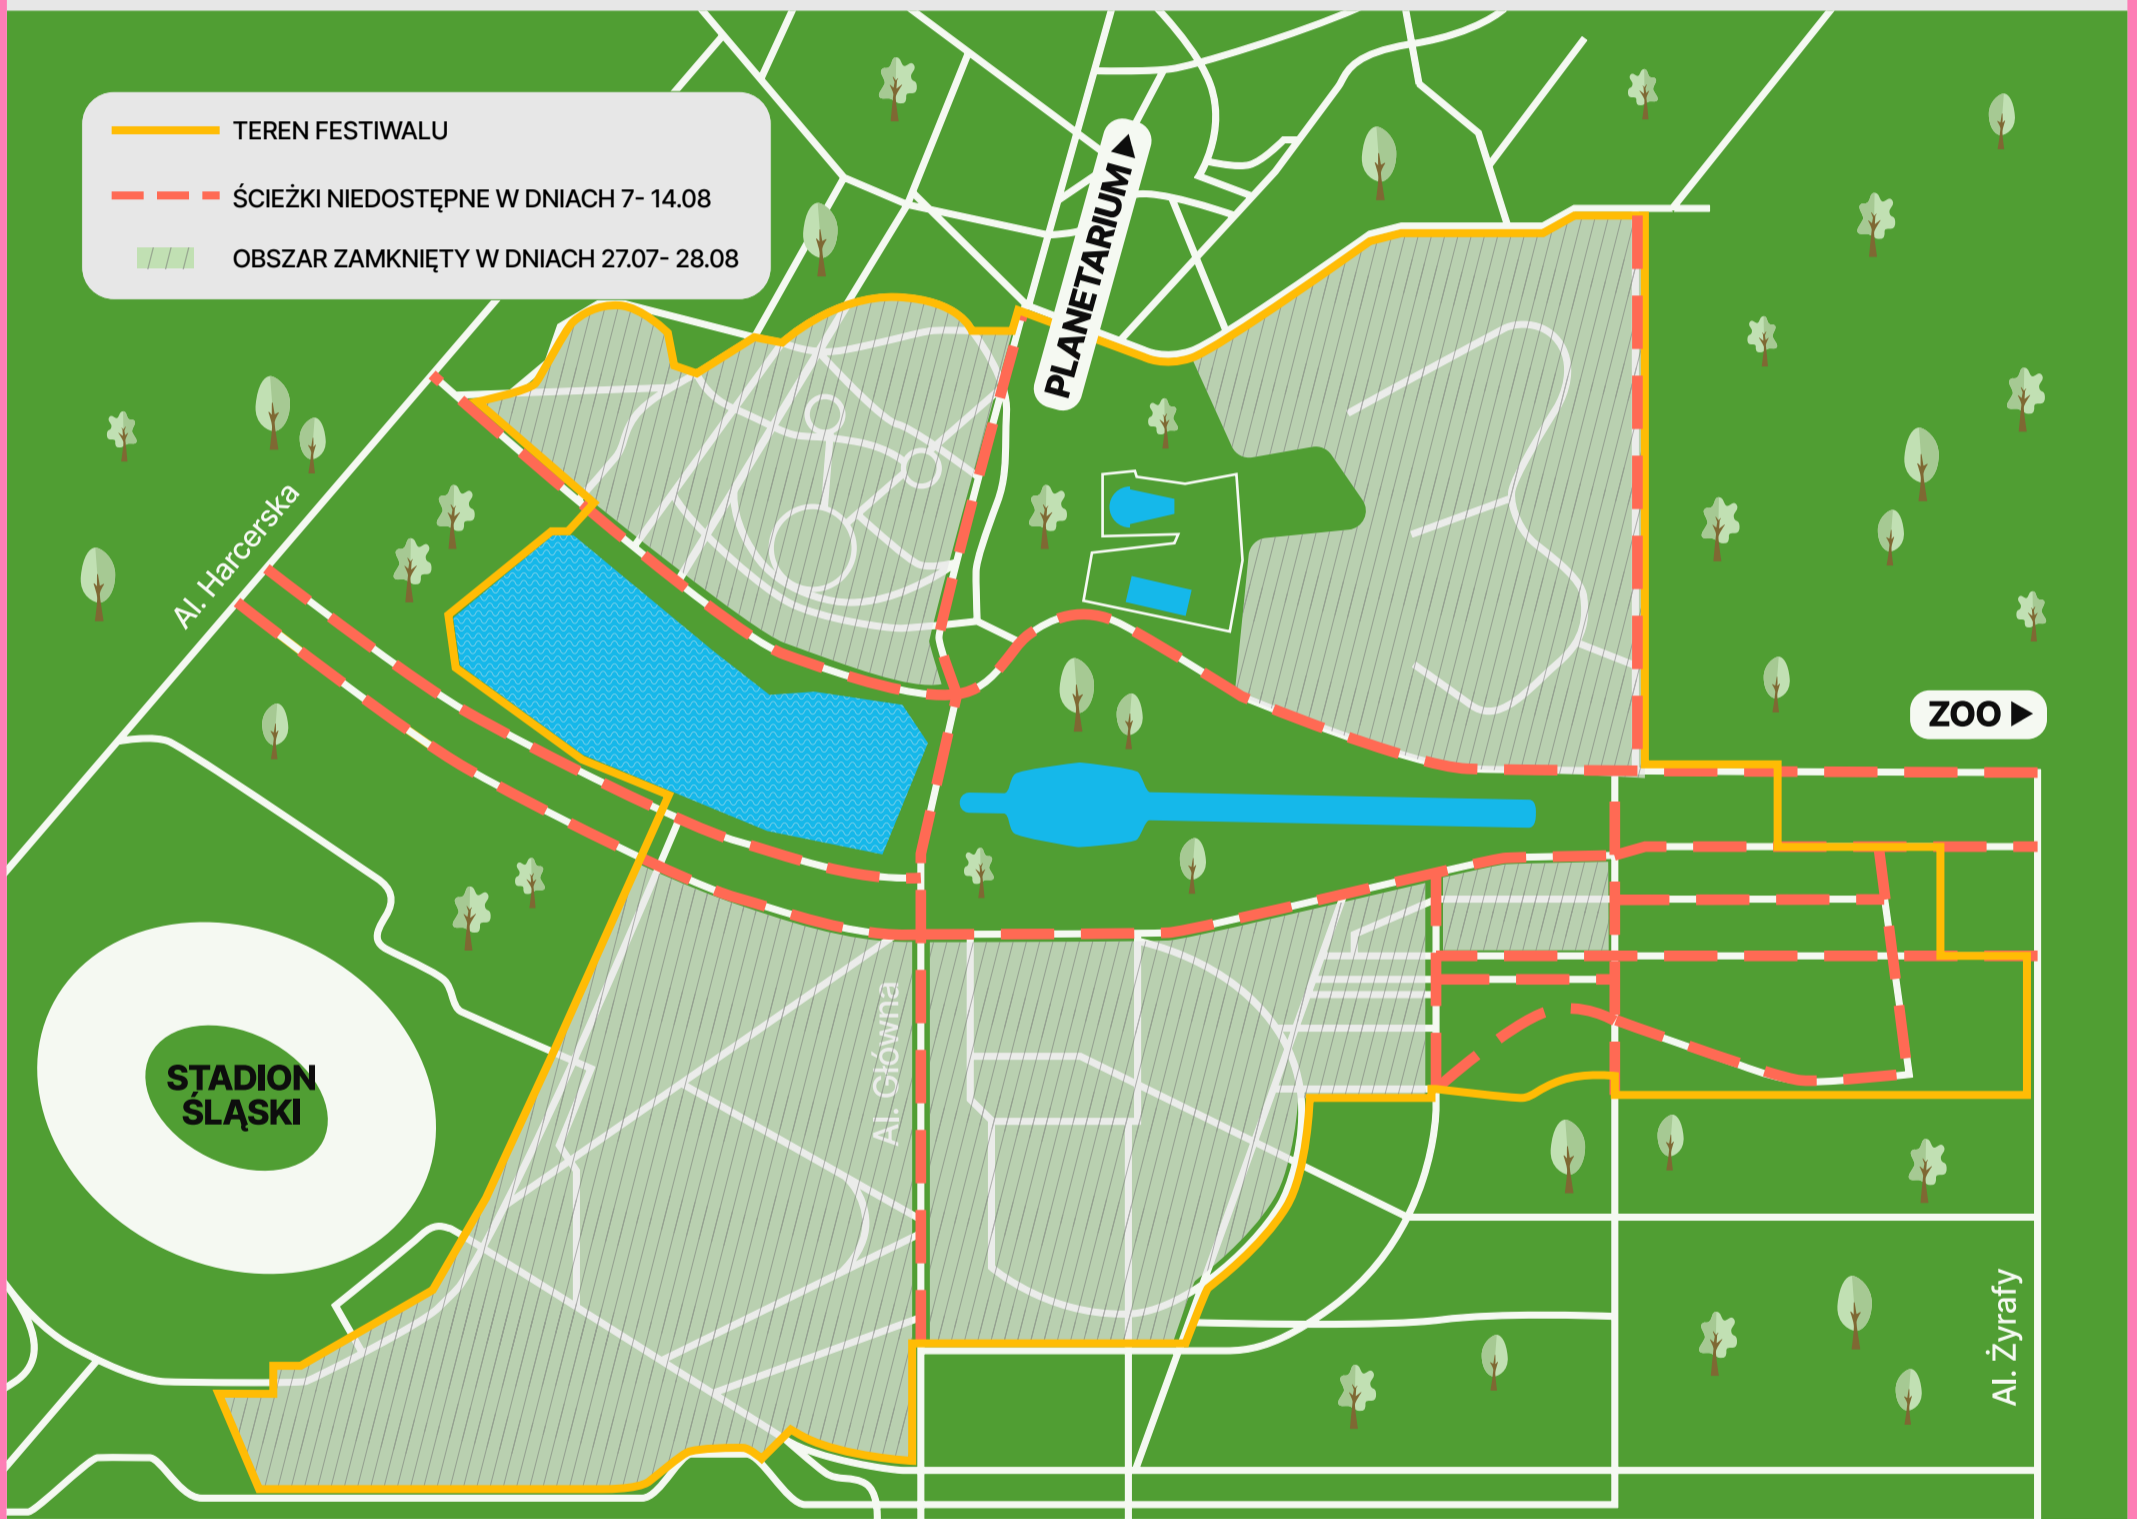 TEREN FESTIWALU
ŚCIEŻKI NIEDOSTĘPNE W DNIACH 7- 14.08
OBSZAR ZAMKNIĘTY W DNIACH 27.07- 28.08
PLANETARIUM ▶
Al. Harcerska
ZOO ▶
STADION
ŚLĄSKI
Al. Główna
Al. Żyrafy